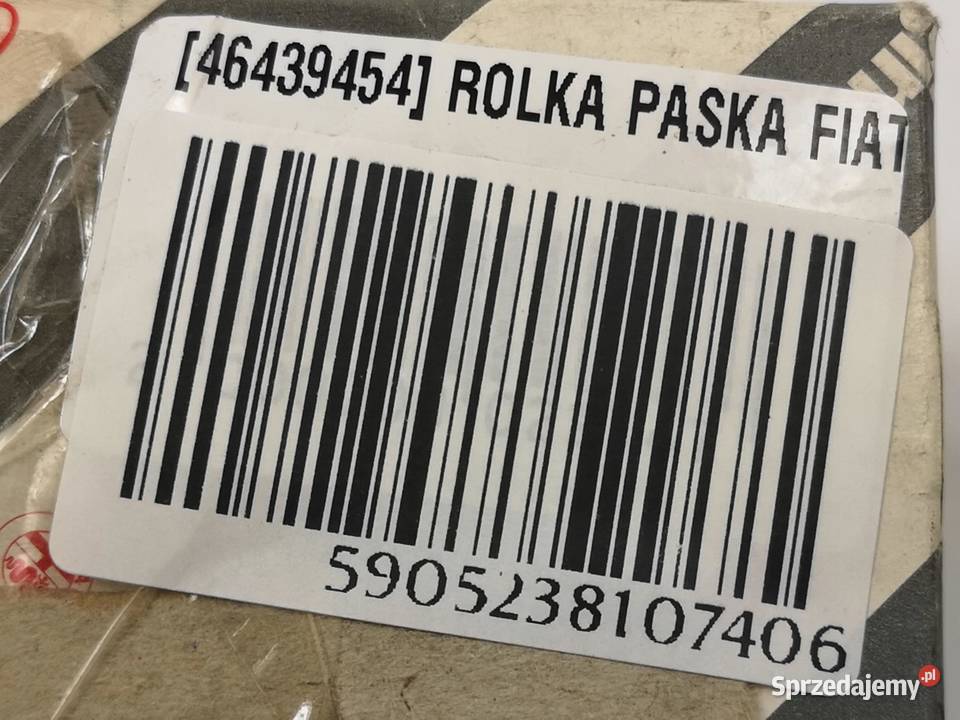 [46439454] ROLKA PASKA FIAT
5905238107406
Sprzedajemy.pl